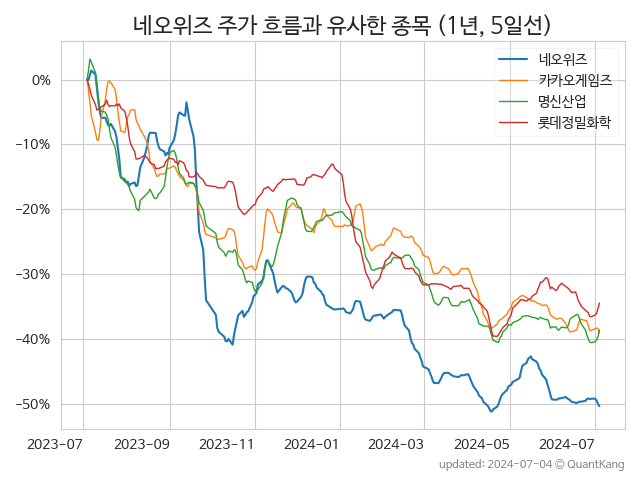 네오위즈 주가 흐름과 유사한 종목 (1년, 5일선)
네오위즈
카카오게임즈
명신산업
롯데정밀화학
0%
−10%
−20%
−30%
−40%
−50%
2023-07 2023-09 2023-11 2024-01 2024-03 2024-05 2024-07
updated: 2024-07-04 © QuantKang